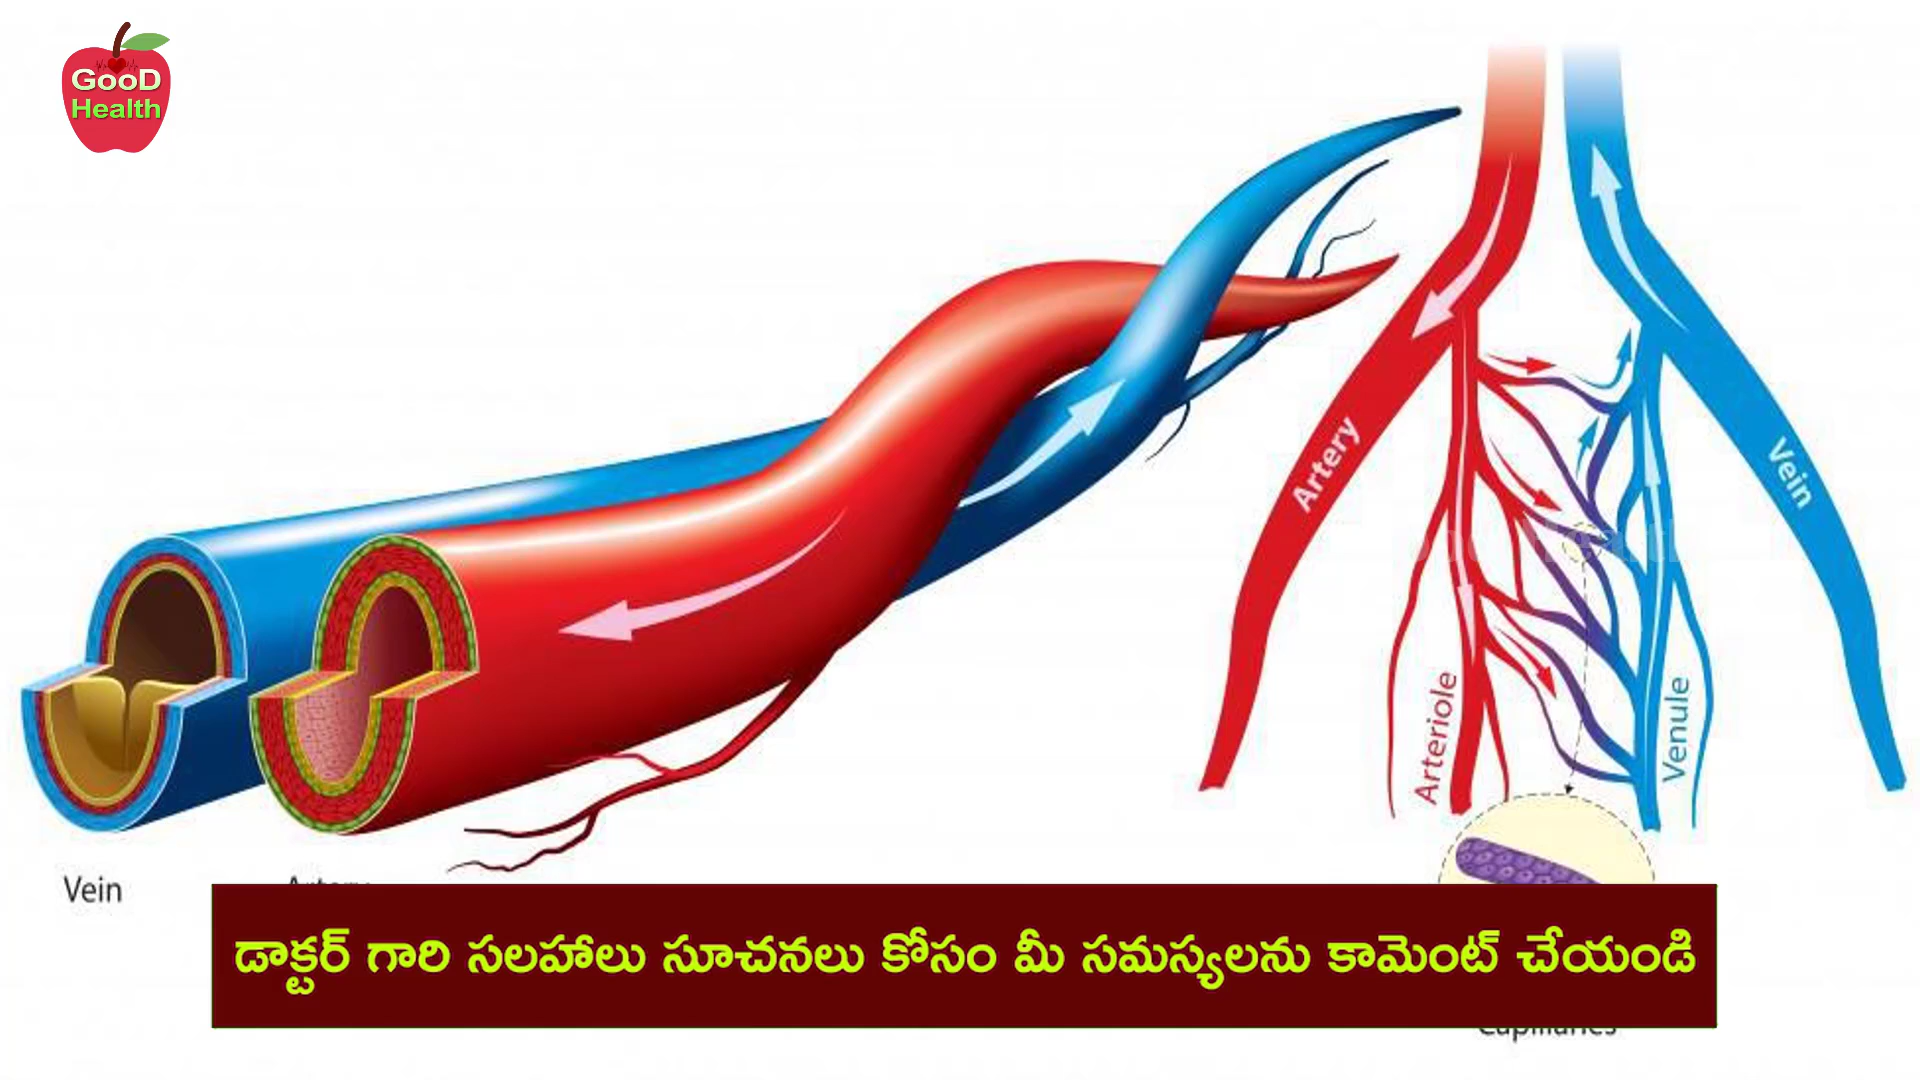 GooD
Health
Artery
Vein
Arteriole
Venule
Vein
డాక్టర్ గారి సలహాలు సూచనలు కోసం మీ సమస్యలను కామెంట్ చేయండి